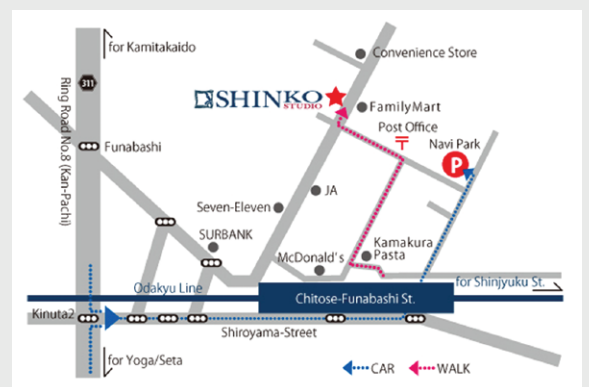 for Kamitakaido
Convenience Store
311
Ring Road No.8 (Kan-Pachi)
SHINKO
STUDIO
FamilyMart
Post Office
Funabashi
Navi Park
P
JA
Seven-Eleven
SURBANK
McDonald's
Kamakura
Pasta
Odakyu Line
for Shinjyuku St.
Chitose-Funabashi St.
Kinuta2
Shiroyama-Street
for Yoga/Seta
CAR
WALK